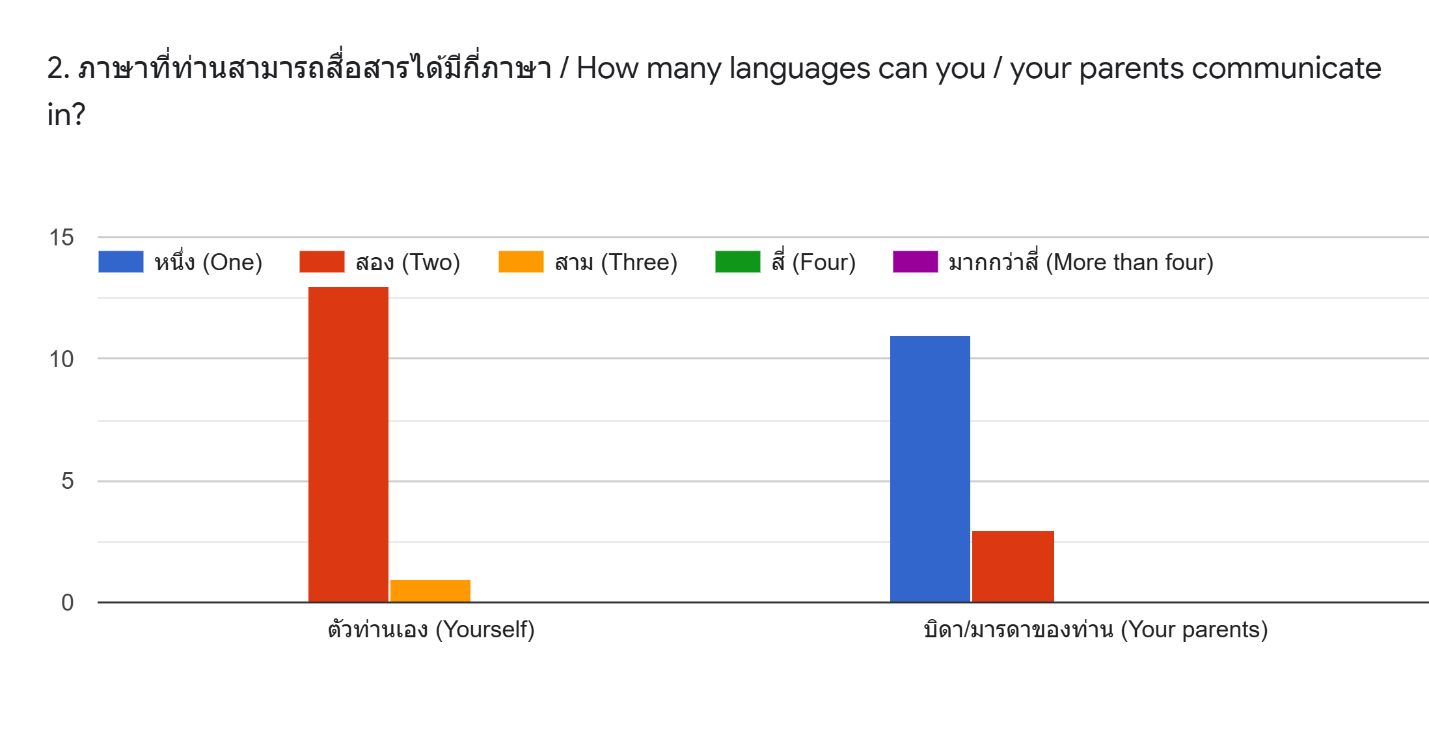 2. ภาษาที่ท่านสามารถสื่อสารได้มีกี่ภาษา / How many languages can you / your parents communicate
in?
15
หนึ่ง (One) สอง (Two) สาม (Three) สี่ (Four) มากกว่าสี่ (More than four)
10
5
0
ตัวท่านเอง (Yourself) บิดา/มารดาของท่าน (Your parents)